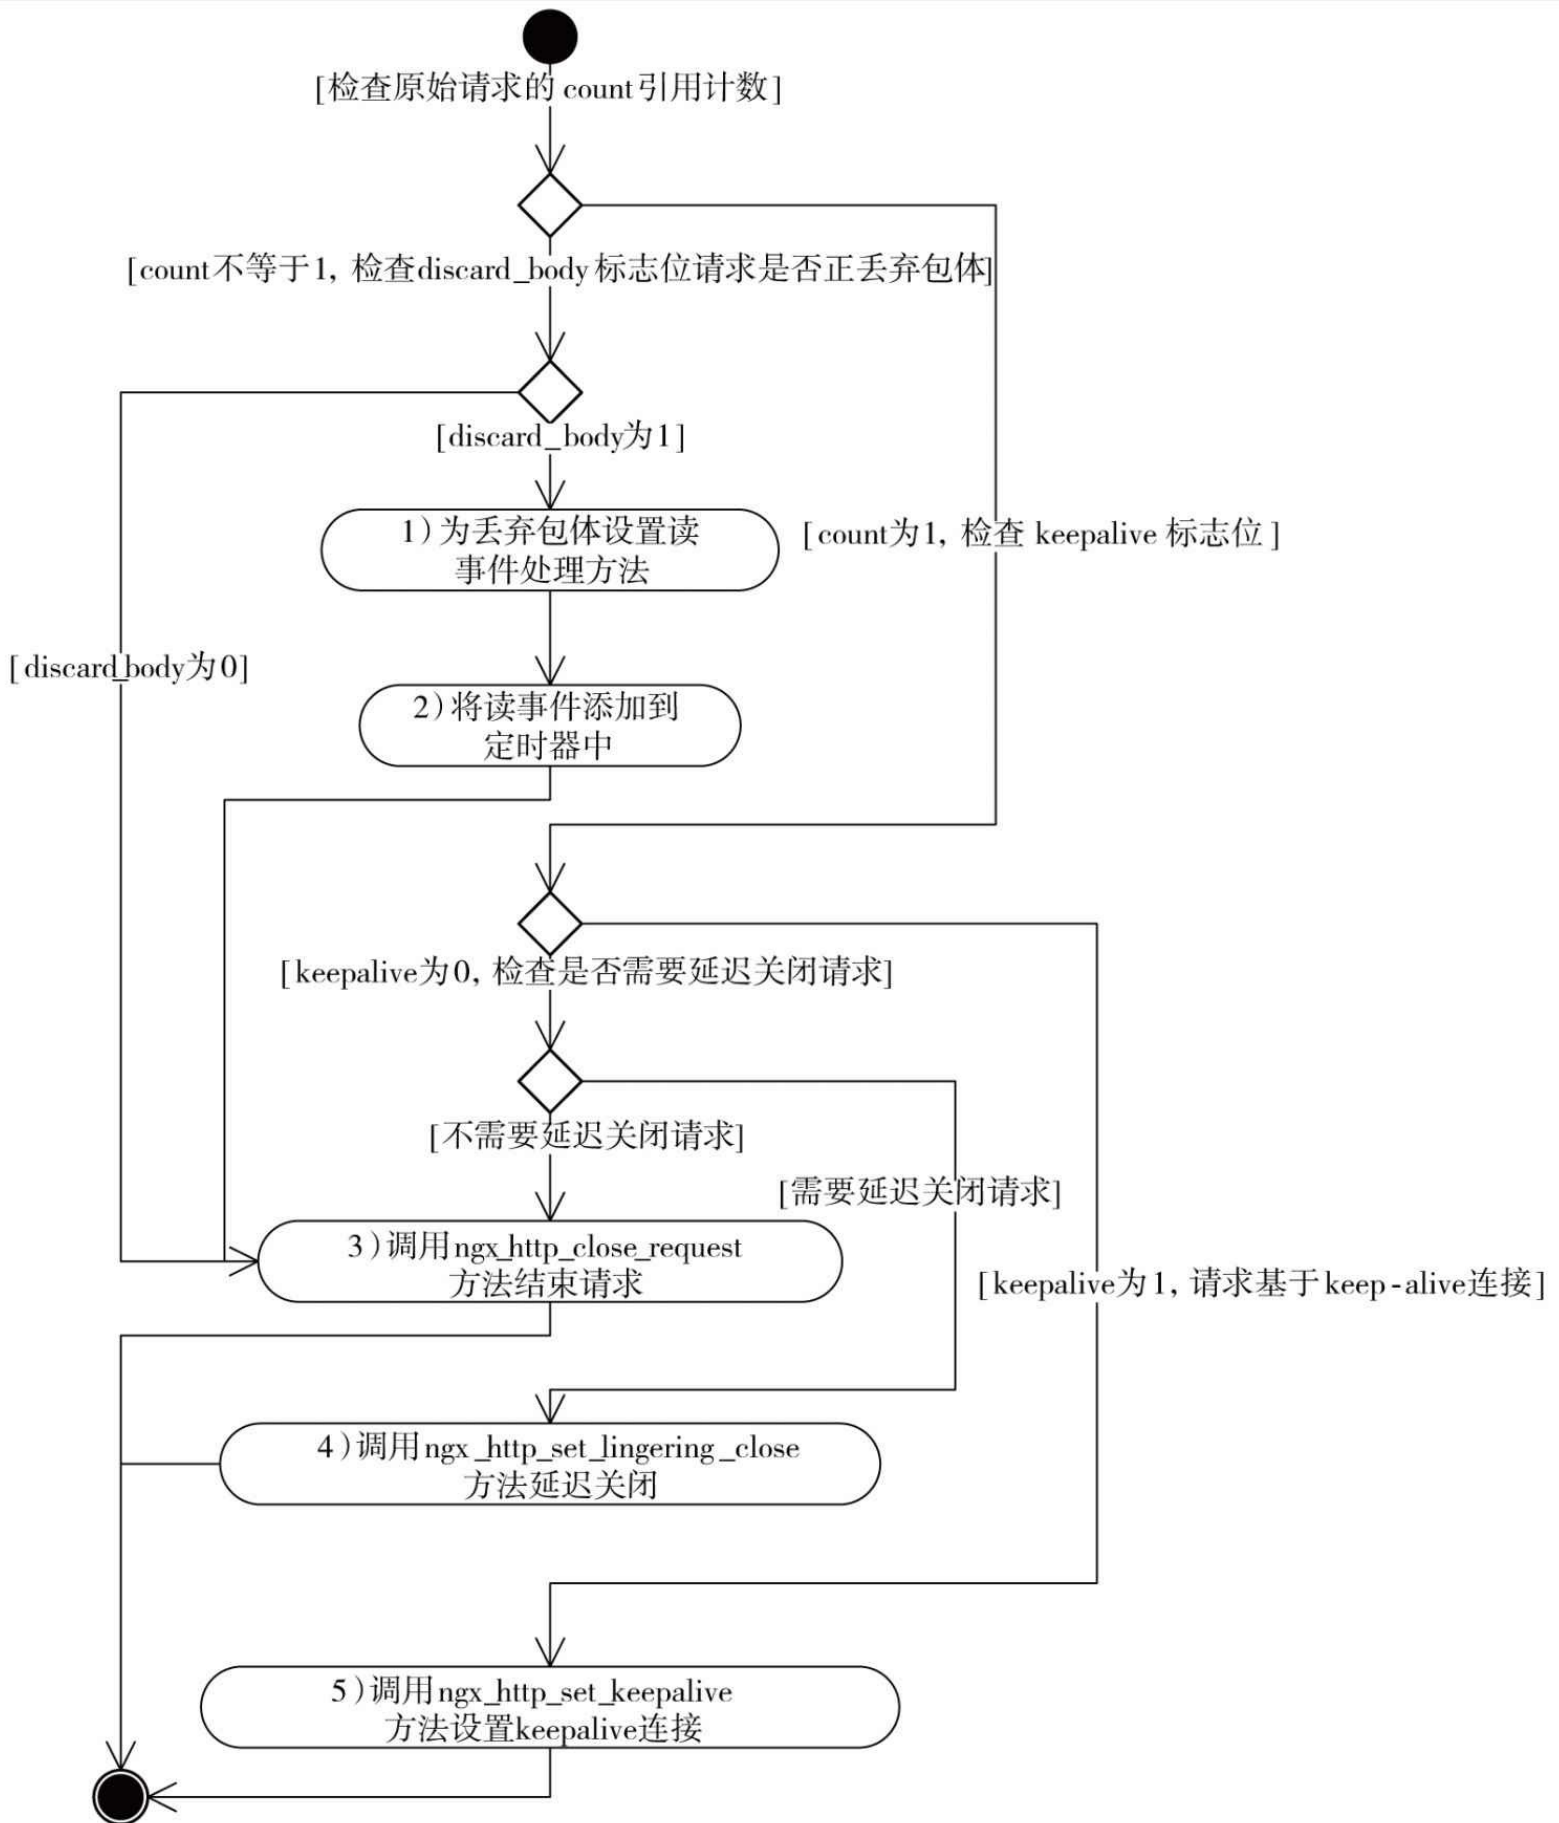 [检查原始请求的 count引用计数]
[count不等于1, 检查discard_body 标志位请求是否正丢弃包体]
[discard_body为1]
1)为丢弃包体设置读
事件处理方法
[count为1, 检查 keepalive 标志位]
[discard_body为0]
2)将读事件添加到
定时器中
[keepalive为0, 检查是否需要延迟关闭请求]
[不需要延迟关闭请求]
[需要延迟关闭请求]
3)调用ngx_http_close_request
方法结束请求
[keepalive为1, 请求基于keep-alive连接]
4)调用ngx_http_set_lingering_close
方法延迟关闭
5)调用ngx_http_set_keepalive
方法设置keepalive连接